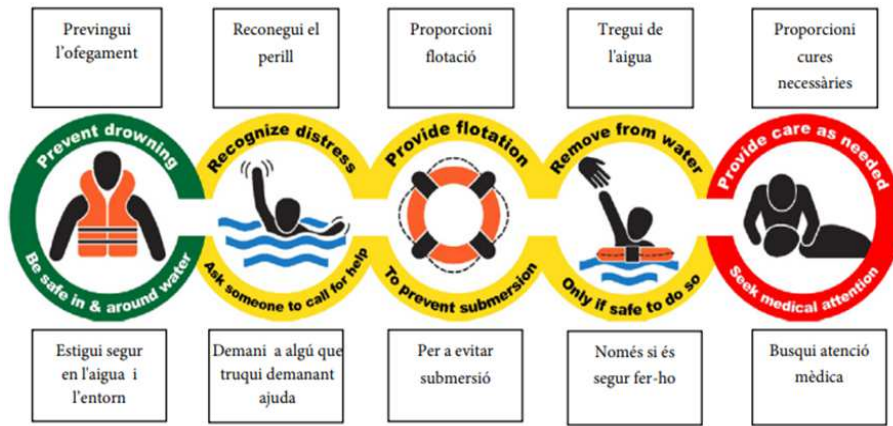 Previngui
l'ofegament
Reconegui el
perill
Proporcioni
flotació
Tregui de
l'aigua
Proporcioni
cures
necessàries
Prevent drowning
Be safe in & around water
Recognize distress
Ask someone to call for help
Provide flotation
To prevent submersion
Remove from water
Only if safe to do so
Provide care as needed
Seek medical attention
Estigui segur
en l'aigua i
l'entorn
Demani a algú que
truqui demanant
ajuda
Per a evitar
submersió
Només si és
segur fer-ho
Busqui atenció
mèdica